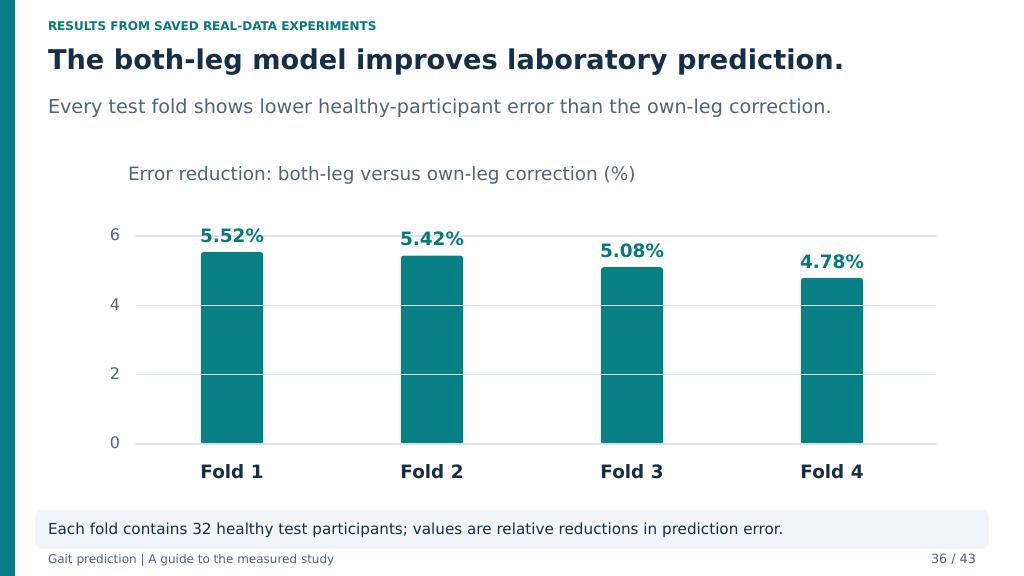 RESULTS FROM SAVED REAL-DATA EXPERIMENTS
The both-leg model improves laboratory prediction.
Every test fold shows lower healthy-participant error than the own-leg correction.
Error reduction: both-leg versus own-leg correction (%)
6
5.52%
5.42%
5.08%
4.78%
4
2
0
Fold 1
Fold 2
Fold 3
Fold 4
Each fold contains 32 healthy test participants; values are relative reductions in prediction error.
Gait prediction | A guide to the measured study
36 / 43